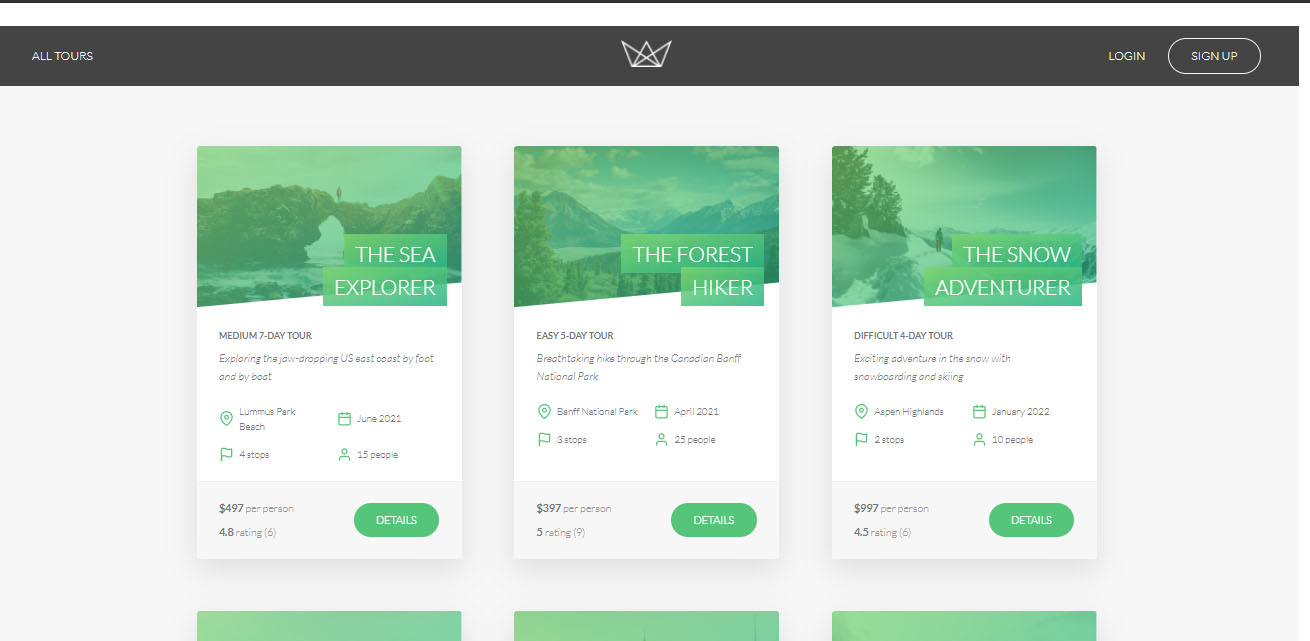 ALL TOURS
LOGIN
SIGN UP
THE SEA
EXPLORER
MEDIUM 7-DAY TOUR
Exploring the jaw-dropping US east coast by foot
and by boat
Lummus Park
Beach
June 2021
4 stops
15 people
$497 per person
4.8 rating (6)
DETAILS
THE FOREST
HIKER
EASY 5-DAY TOUR
Breathtaking hike through the Canadian Banff
National Park
Banff National Park
April 2021
3 stops
25 people
$397 per person
5 rating (9)
DETAILS
THE SNOW
ADVENTURER
DIFFICULT 4-DAY TOUR
Exciting adventure in the snow with
snowboarding and skiing
Aspen Highlands
January 2022
2 stops
10 people
$997 per person
4.5 rating (6)
DETAILS